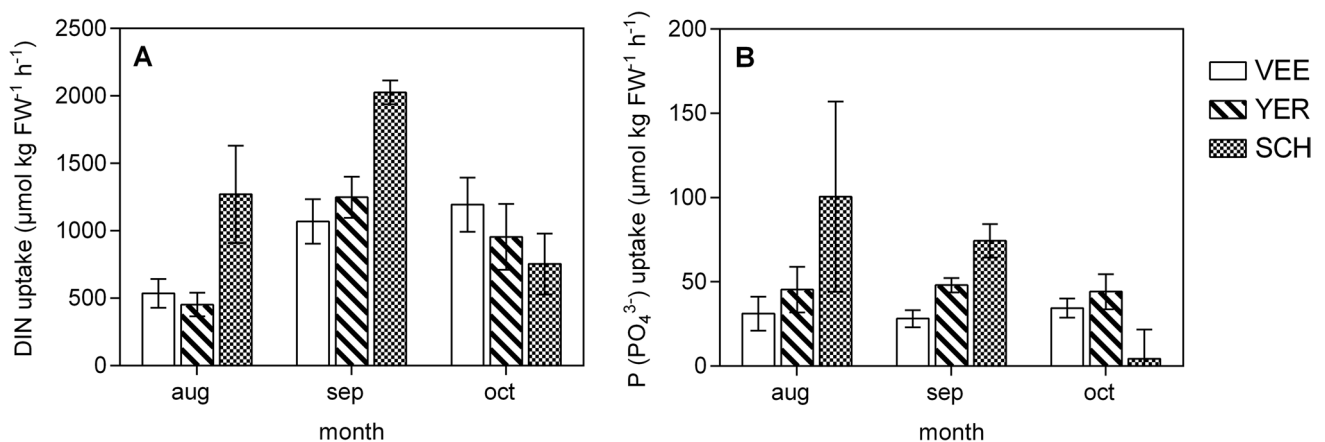 A
DIN uptake (µmol kg FW⁻¹ h⁻¹)
2500
2000
1500
1000
500
0
aug sep oct
month
B
P (PO₄³⁻) uptake (µmol kg FW⁻¹ h⁻¹)
200
150
100
50
0
aug sep oct
month
VEE
YER
SCH